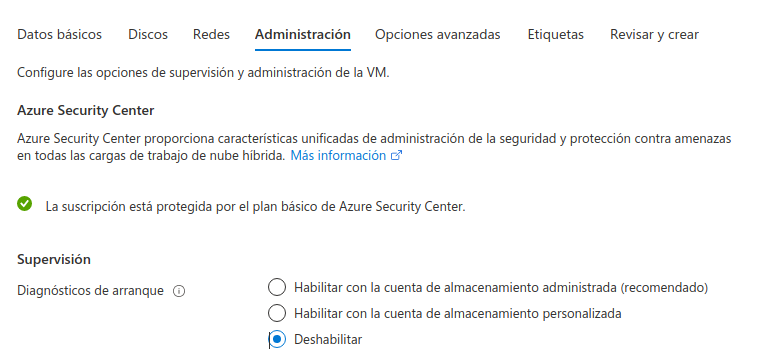 Datos básicos Discos Redes Administración Opciones avanzadas Etiquetas Revisar y crear
Configure las opciones de supervisión y administración de la VM.
Azure Security Center
Azure Security Center proporciona características unificadas de administración de la seguridad y protección contra amenazas
en todas las cargas de trabajo de nube híbrida. Más información
La suscripción está protegida por el plan básico de Azure Security Center.
Supervisión
Diagnósticos de arranque
Habilitar con la cuenta de almacenamiento administrada (recomendado)
Habilitar con la cuenta de almacenamiento personalizada
Deshabilitar